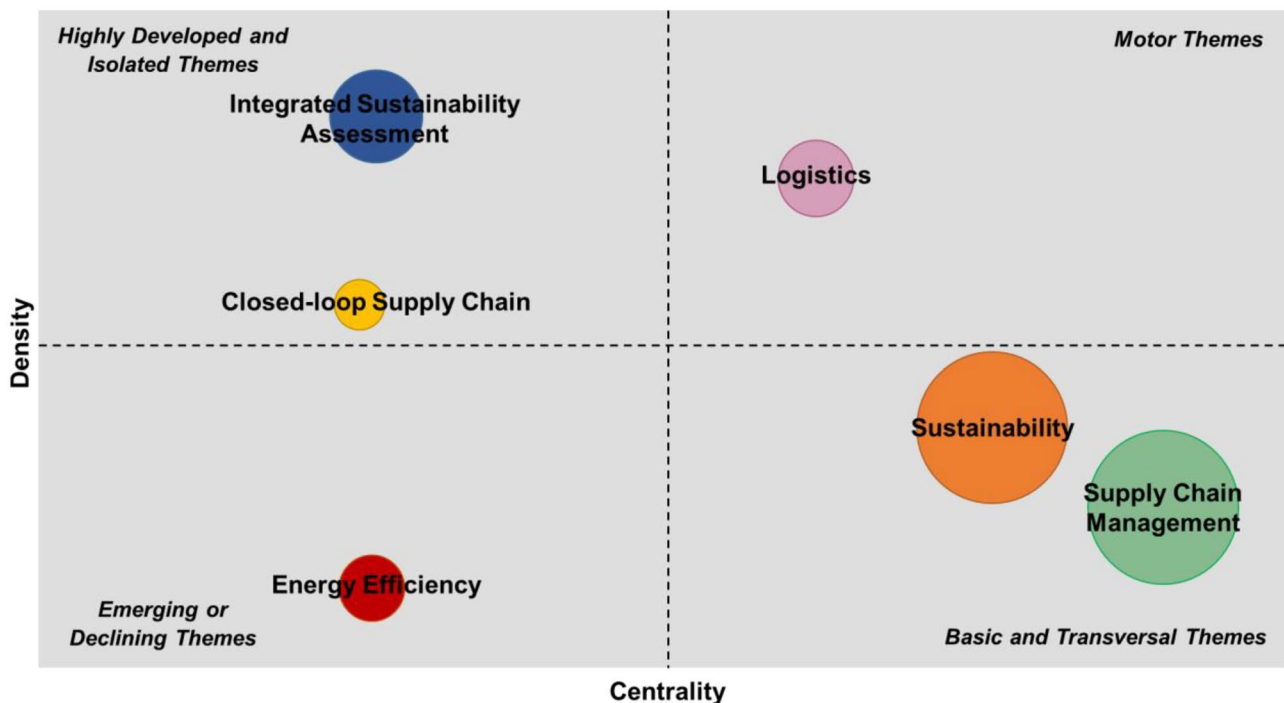 Highly Developed and
Isolated Themes
Motor Themes
Integrated Sustainability
Assessment
Logistics
Closed-loop Supply Chain
Density
Sustainability
Supply Chain
Management
Energy Efficiency
Emerging or
Declining Themes
Basic and Transversal Themes
Centrality